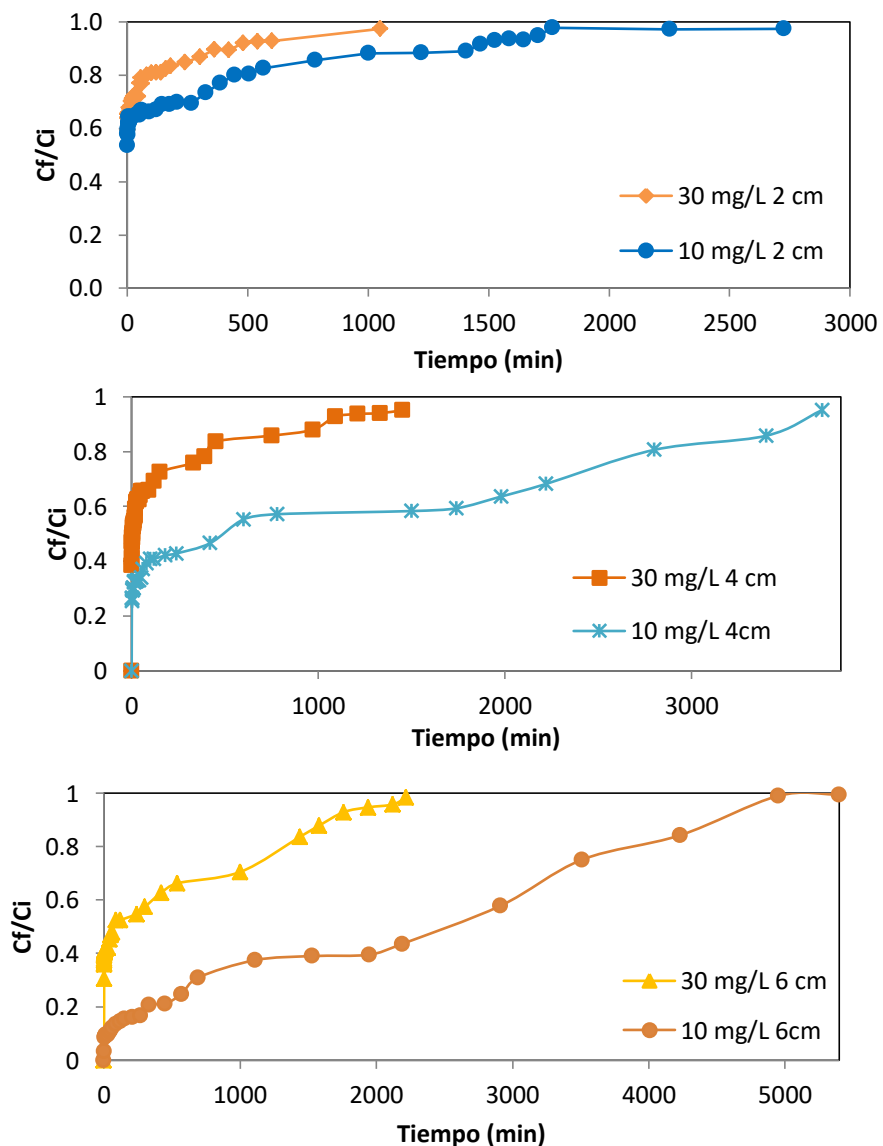 1.0
0.8
0.6
0.4
0.2
0.0
Cf/Ci
30 mg/L 2 cm
10 mg/L 2 cm
0 500 1000 1500 2000 2500 3000
Tiempo (min)
1
0.8
0.6
0.4
0.2
0
Cf/Ci
30 mg/L 4 cm
10 mg/L 4cm
0 1000 2000 3000
Tiempo (min)
1
0.8
0.6
0.4
0.2
0
Cf/Ci
30 mg/L 6 cm
10 mg/L 6cm
0 1000 2000 3000 4000 5000
Tiempo (min)